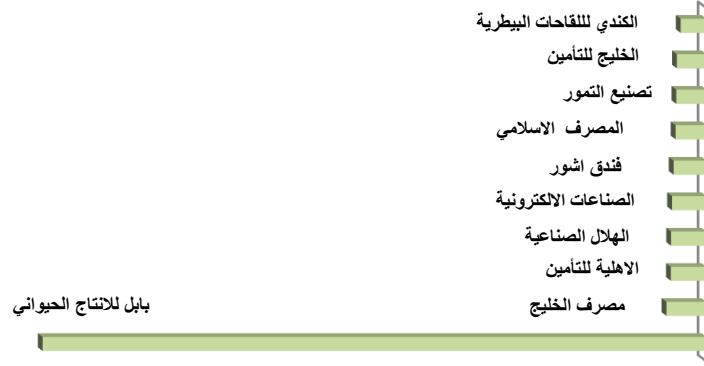 الكندي لللقاحات البيطرية
الخليج للتأمين
تصنيع التمور
المصرف الاسلامي
فندق اشور
الصناعات الالكترونية
الهلال الصناعية
الاهلية للتأمين
مصرف الخليج
بابل للانتاج الحيواني